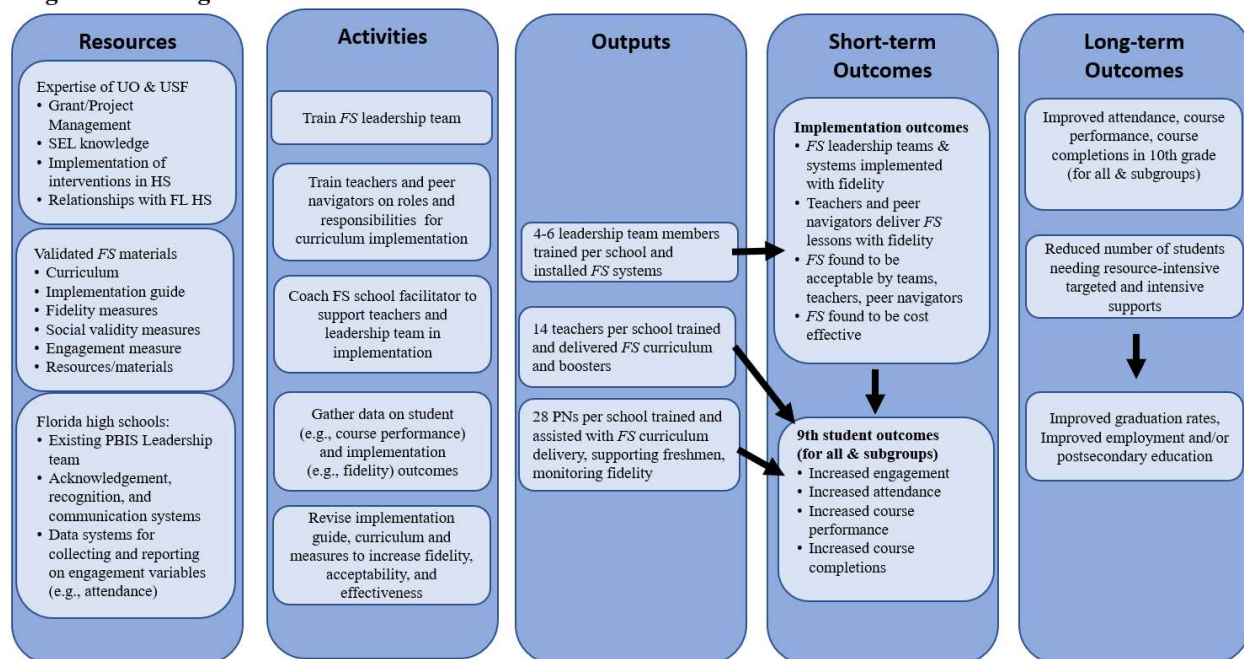 Resources
Expertise of UO & USF
• Grant/Project
Management
• SEL knowledge
• Implementation of
interventions in HS
• Relationships with FL HS
Validated FS materials
• Curriculum
• Implementation guide
• Fidelity measures
• Social validity measures
• Engagement measure
• Resources/materials
Florida high schools:
• Existing PBIS Leadership
team
• Acknowledgement,
recognition, and
communication systems
• Data systems for
collecting and reporting
on engagement variables
(e.g., attendance)
Activities
Train FS leadership team
Train teachers and peer
navigators on roles and
responsibilities for
curriculum implementation
Coach FS school facilitator to
support teachers and
leadership team in
implementation
Gather data on student
(e.g., course performance)
and implementation
(e.g., fidelity) outcomes
Revise implementation
guide, curriculum and
measures to increase fidelity,
acceptability, and
effectiveness
Outputs
4-6 leadership team members
trained per school and
installed FS systems
14 teachers per school trained
and delivered FS curriculum
and boosters
28 PNs per school trained and
assisted with FS curriculum
delivery, supporting freshmen,
monitoring fidelity
Short-term
Outcomes
Implementation outcomes
• FS leadership teams &
systems implemented
with fidelity
• Teachers and peer
navigators deliver FS
lessons with fidelity
• FS found to be
acceptable by teams,
teachers, peer navigators
• FS found to be cost
effective
9th student outcomes
(for all & subgroups)
• Increased engagement
• Increased attendance
• Increased course
performance
• Increased course
completions
Long-term
Outcomes
Improved attendance, course
performance, course
completions in 10th grade
(for all & subgroups)
Reduced number of students
needing resource-intensive
targeted and intensive
supports
Improved graduation rates,
Improved employment and/or
postsecondary education